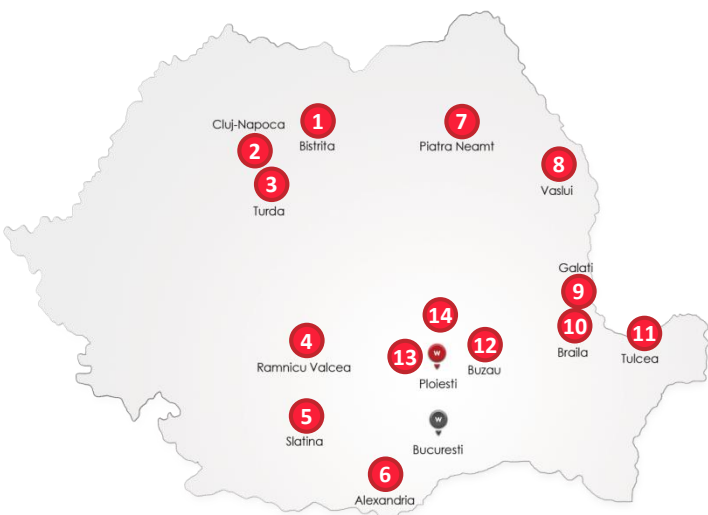 Cluj-Napoca
1
7
2
Bistrita
Piatra Neamt
8
3
Vaslui
Turda
Galati
9
14
10
11
4
12
13
W
Braila
Tulcea
Ramnicu Valcea
Buzau
Ploiesti
5
W
Slatina
Bucuresti
6
Alexandria